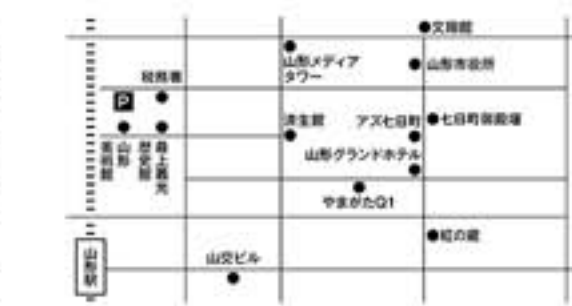 文翔館
山形メディア
タワー
山形市役所
税務署
P
済生館
アズ七日町
七日町御殿堰
山形
美術館
最上義光
歴史館
山形グランドホテル
やまがたQ1
紅の蔵
山形駅
山交ビル